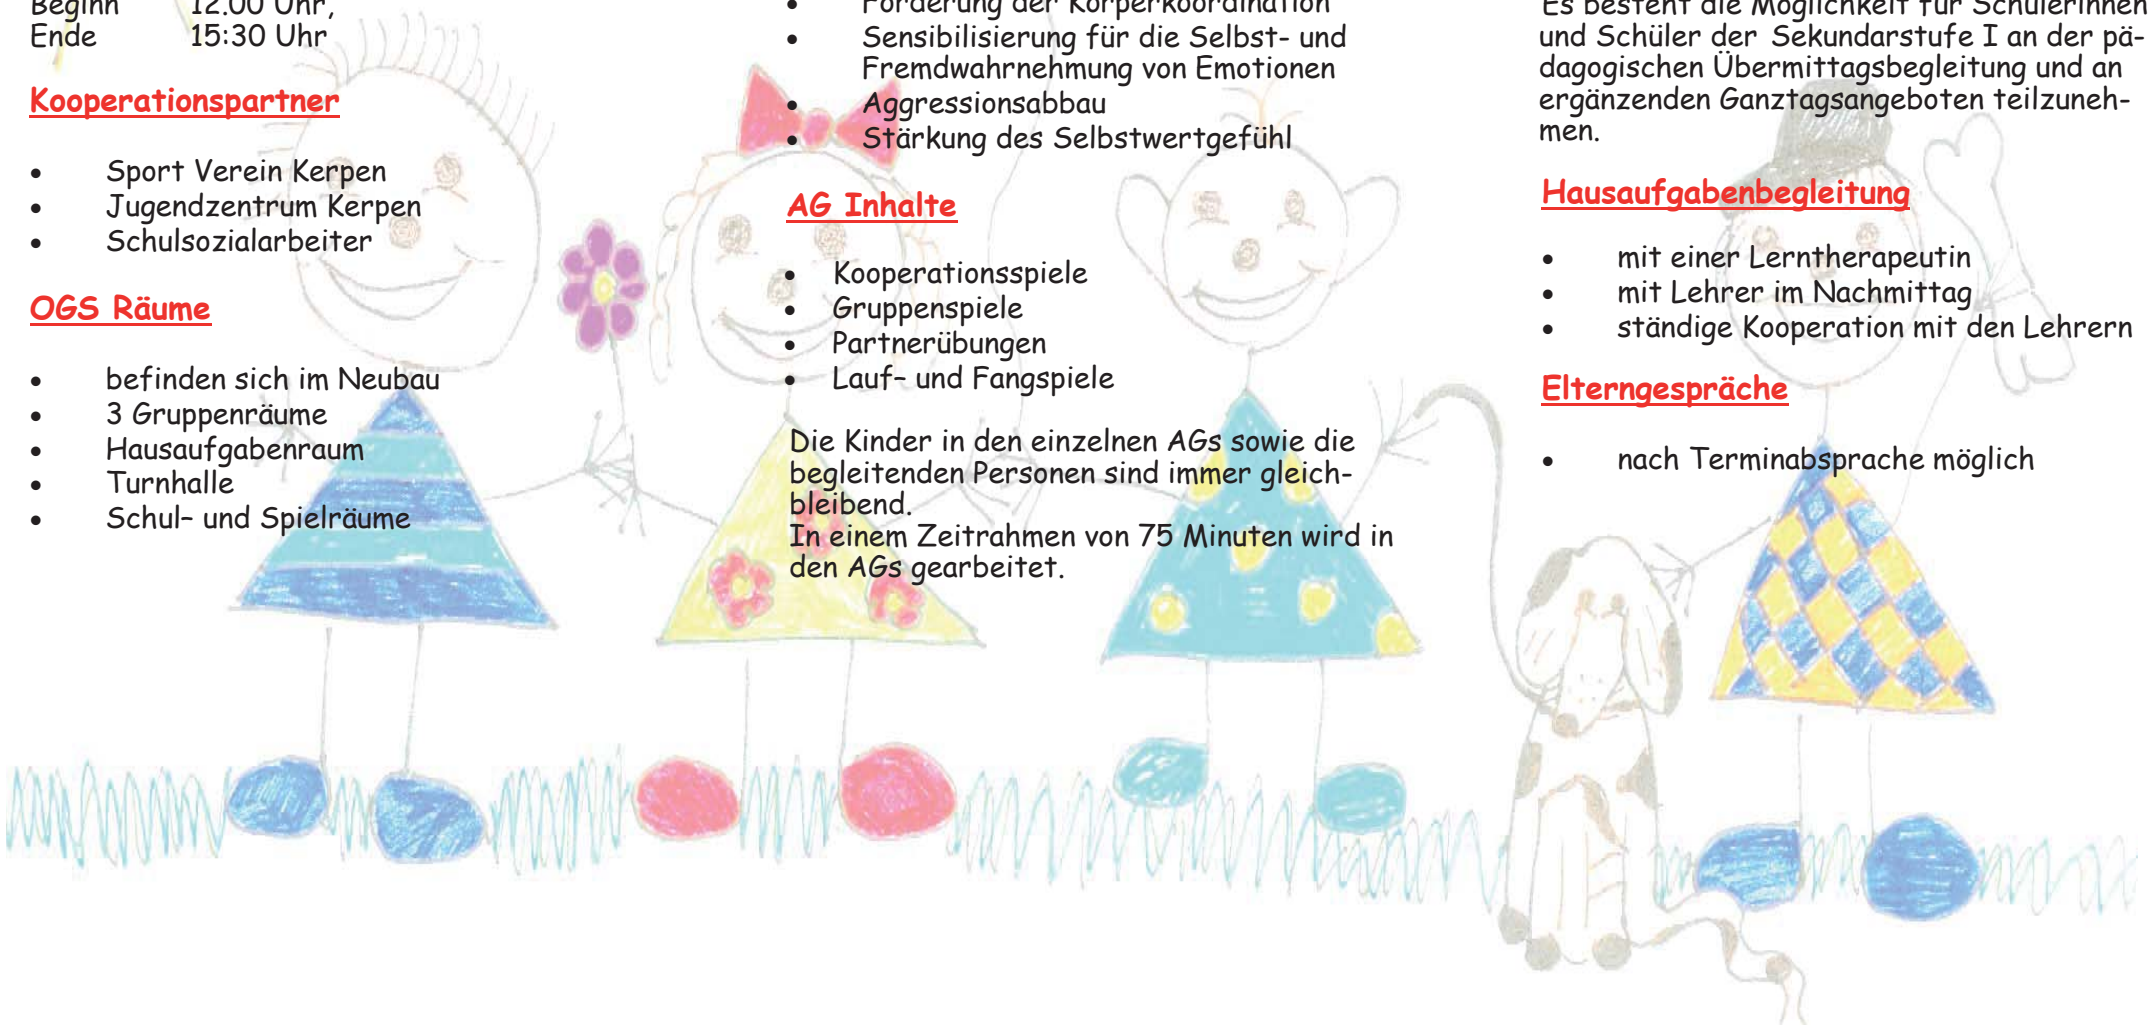 Beginn 12.00 Uhr,
Ende 15:30 Uhr
Kooperationspartner
• Sport Verein Kerpen
• Jugendzentrum Kerpen
• Schulsozialarbeiter
OGS Räume
• befinden sich im Neubau
• 3 Gruppenräume
• Hausaufgabenraum
• Turnhalle
• Schul– und Spielräume
• Förderung der Körperkoordination
• Sensibilisierung für die Selbst- und
Fremdwahrnehmung von Emotionen
• Aggressionsabbau
• Stärkung des Selbstwertgefühl
AG Inhalte
• Kooperationsspiele
• Gruppenspiele
• Partnerübungen
• Lauf– und Fangspiele
Die Kinder in den einzelnen AGs sowie die
begleitenden Personen sind immer gleich-
bleibend.
In einem Zeitrahmen von 75 Minuten wird in
den AGs gearbeitet.
Es besteht die Möglichkeit für Schülerinnen
und Schüler der Sekundarstufe I an der pä-
dagogischen Übermittagsbegleitung und an
ergänzenden Ganztagsangeboten teilzuneh-
men.
Hausaufgabenbegleitung
• mit einer Lerntherapeutin
• mit Lehrer im Nachmittag
• ständige Kooperation mit den Lehrern
Elterngespräche
• nach Terminabsprache möglich